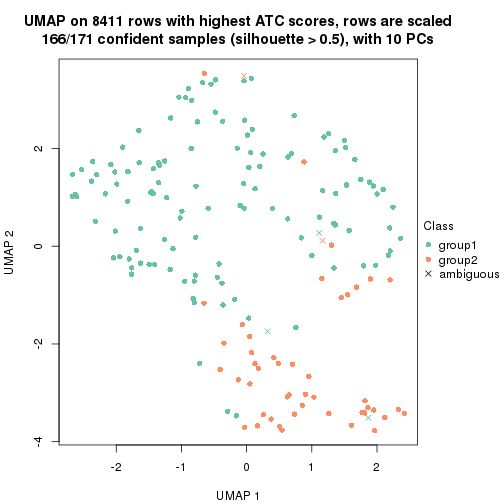 UMAP on 8411 rows with highest ATC scores, rows are scaled
166/171 confident samples (silhouette > 0.5), with 10 PCs
2
0
-2
-4
UMAP 2
-2
-1
0
1
2
UMAP 1
Class
group1
group2
ambiguous